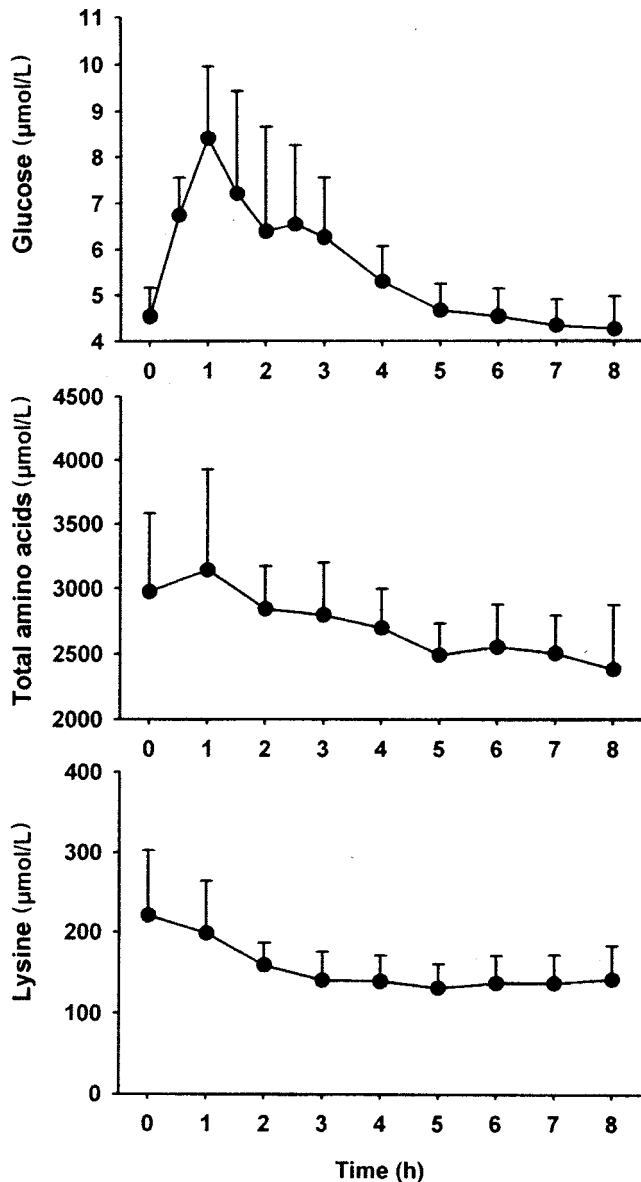 Glucose (µmol/L)
11
10
9
8
7
6
5
4
0 1 2 3 4 5 6 7 8
Total amino acids (µmol/L)
4500
4000
3500
3000
2500
2000
0 1 2 3 4 5 6 7 8
Lysine (µmol/L)
400
300
200
100
0
0 1 2 3 4 5 6 7 8
Time (h)